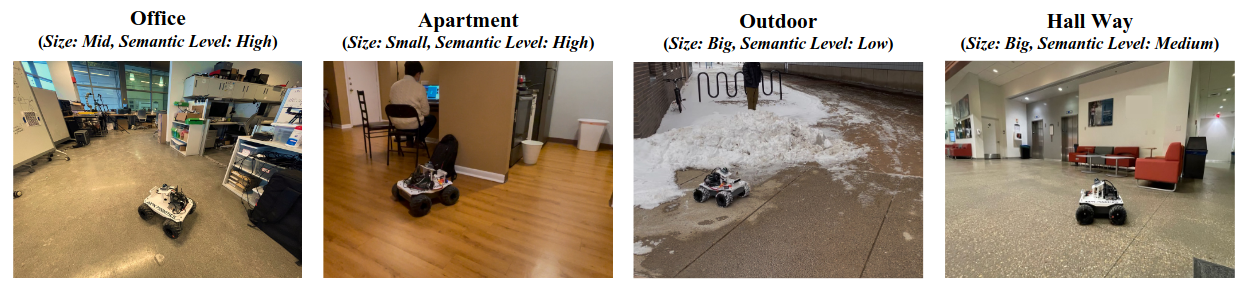 Office
(Size: Mid, Semantic Level: High)
Apartment
(Size: Small, Semantic Level: High)
Outdoor
(Size: Big, Semantic Level: Low)
Hall Way
(Size: Big, Semantic Level: Medium)